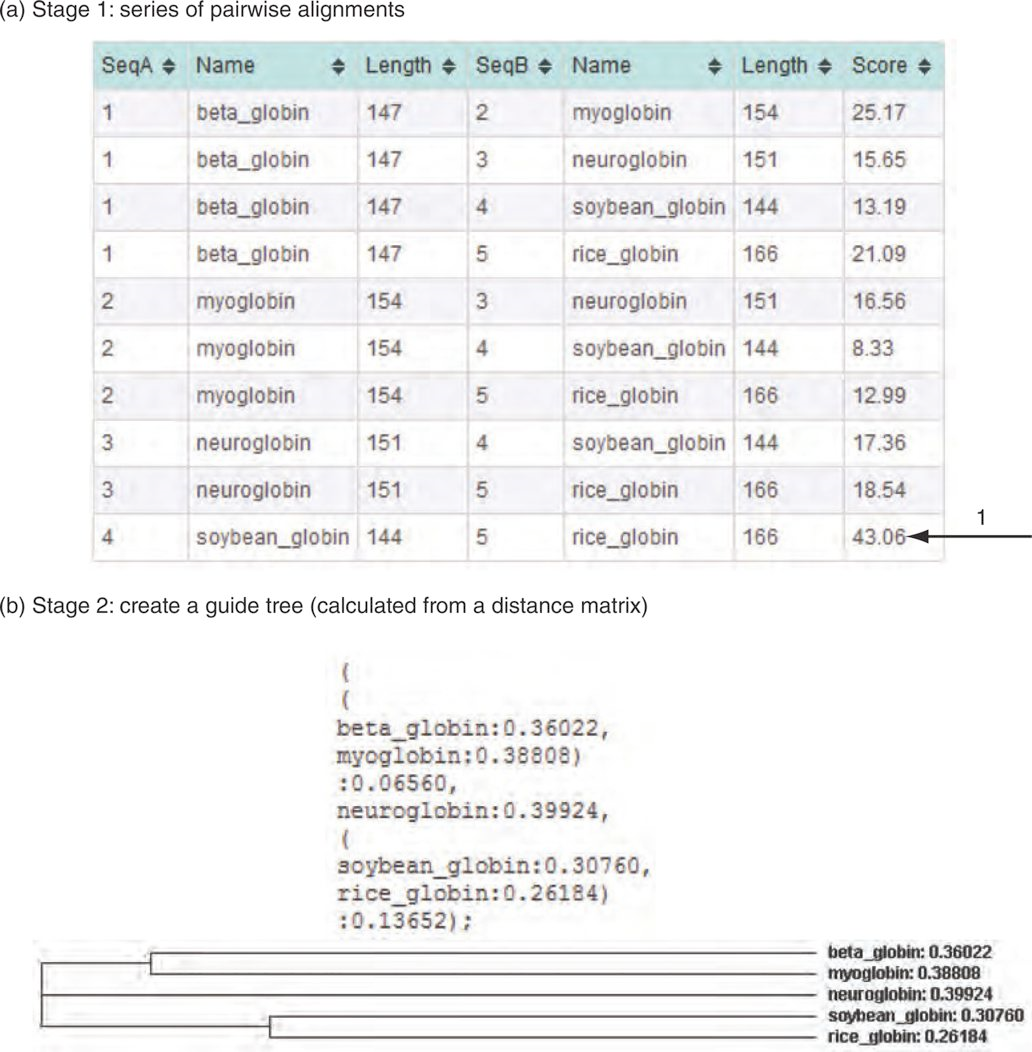 (a) Stage 1: series of pairwise alignments
SeqA Name Length SeqB Name Length Score
1 beta_globin 147 2 myoglobin 154 25.17
1 beta_globin 147 3 neuroglobin 151 15.65
1 beta_globin 147 4 soybean_globin 144 13.19
1 beta_globin 147 5 rice_globin 166 21.09
2 myoglobin 154 3 neuroglobin 151 16.56
2 myoglobin 154 4 soybean_globin 144 8.33
2 myoglobin 154 5 rice_globin 166 12.99
3 neuroglobin 151 4 soybean_globin 144 17.36
3 neuroglobin 151 5 rice_globin 166 18.54
4 soybean_globin 144 5 rice_globin 166 43.06 1
(b) Stage 2: create a guide tree (calculated from a distance matrix)
(
(
beta_globin:0.36022,
myoglobin:0.38808)
:0.06560,
neuroglobin:0.39924,
(
soybean_globin:0.30760,
rice_globin:0.26184)
:0.13652);
beta_globin: 0.36022
myoglobin: 0.38808
neuroglobin: 0.39924
soybean_globin: 0.30760
rice_globin: 0.26184